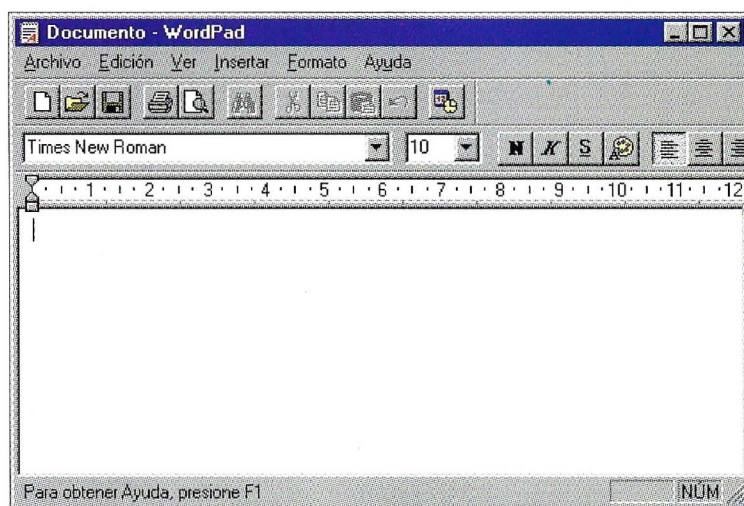 Documento - WordPad
Archivo Edición Ver Insertar Formato Ayuda
Times New Roman 10 N K S
1 2 3 4 5 6 7 8 9 10 11 12
Para obtener Ayuda, presione F1 NÚM